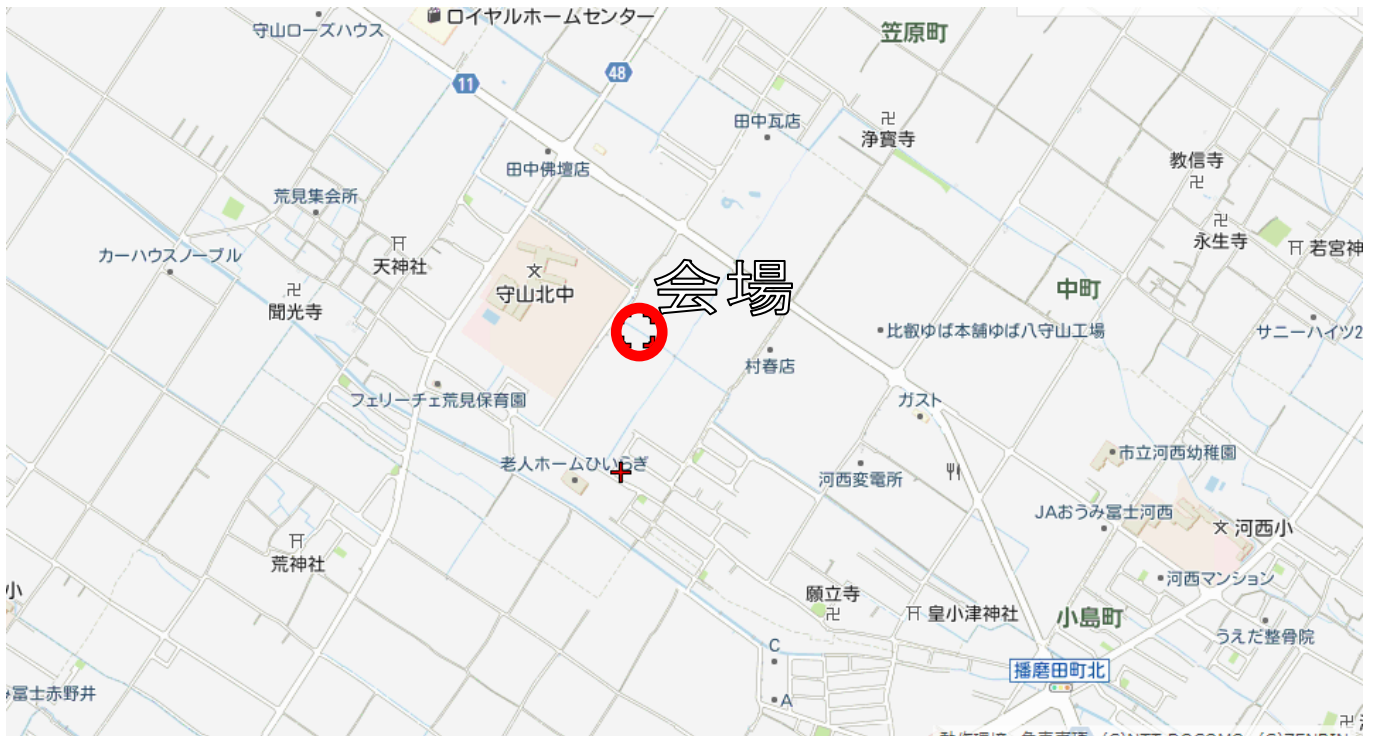 ロイヤルホームセンター
守山ローズハウス
笠原町
48
11
田中瓦店
浄寳寺
田中佛壇店
教信寺
荒見集会所
永生寺
若宮神
カーハウスノーブル
天神社
守山北中
会場
聞光寺
中町
比叡ゆば本舗ゆば八守山工場
サニーハイツ2
村春店
フェリーチェ荒見保育園
ガスト
市立河西幼稚園
老人ホームひいらぎ
河西変電所
JAおうみ冨士河西
河西小
荒神社
河西マンション
小
願立寺
皇小津神社
小島町
うえだ整骨院
C
播磨田町北
冨士赤野井
A